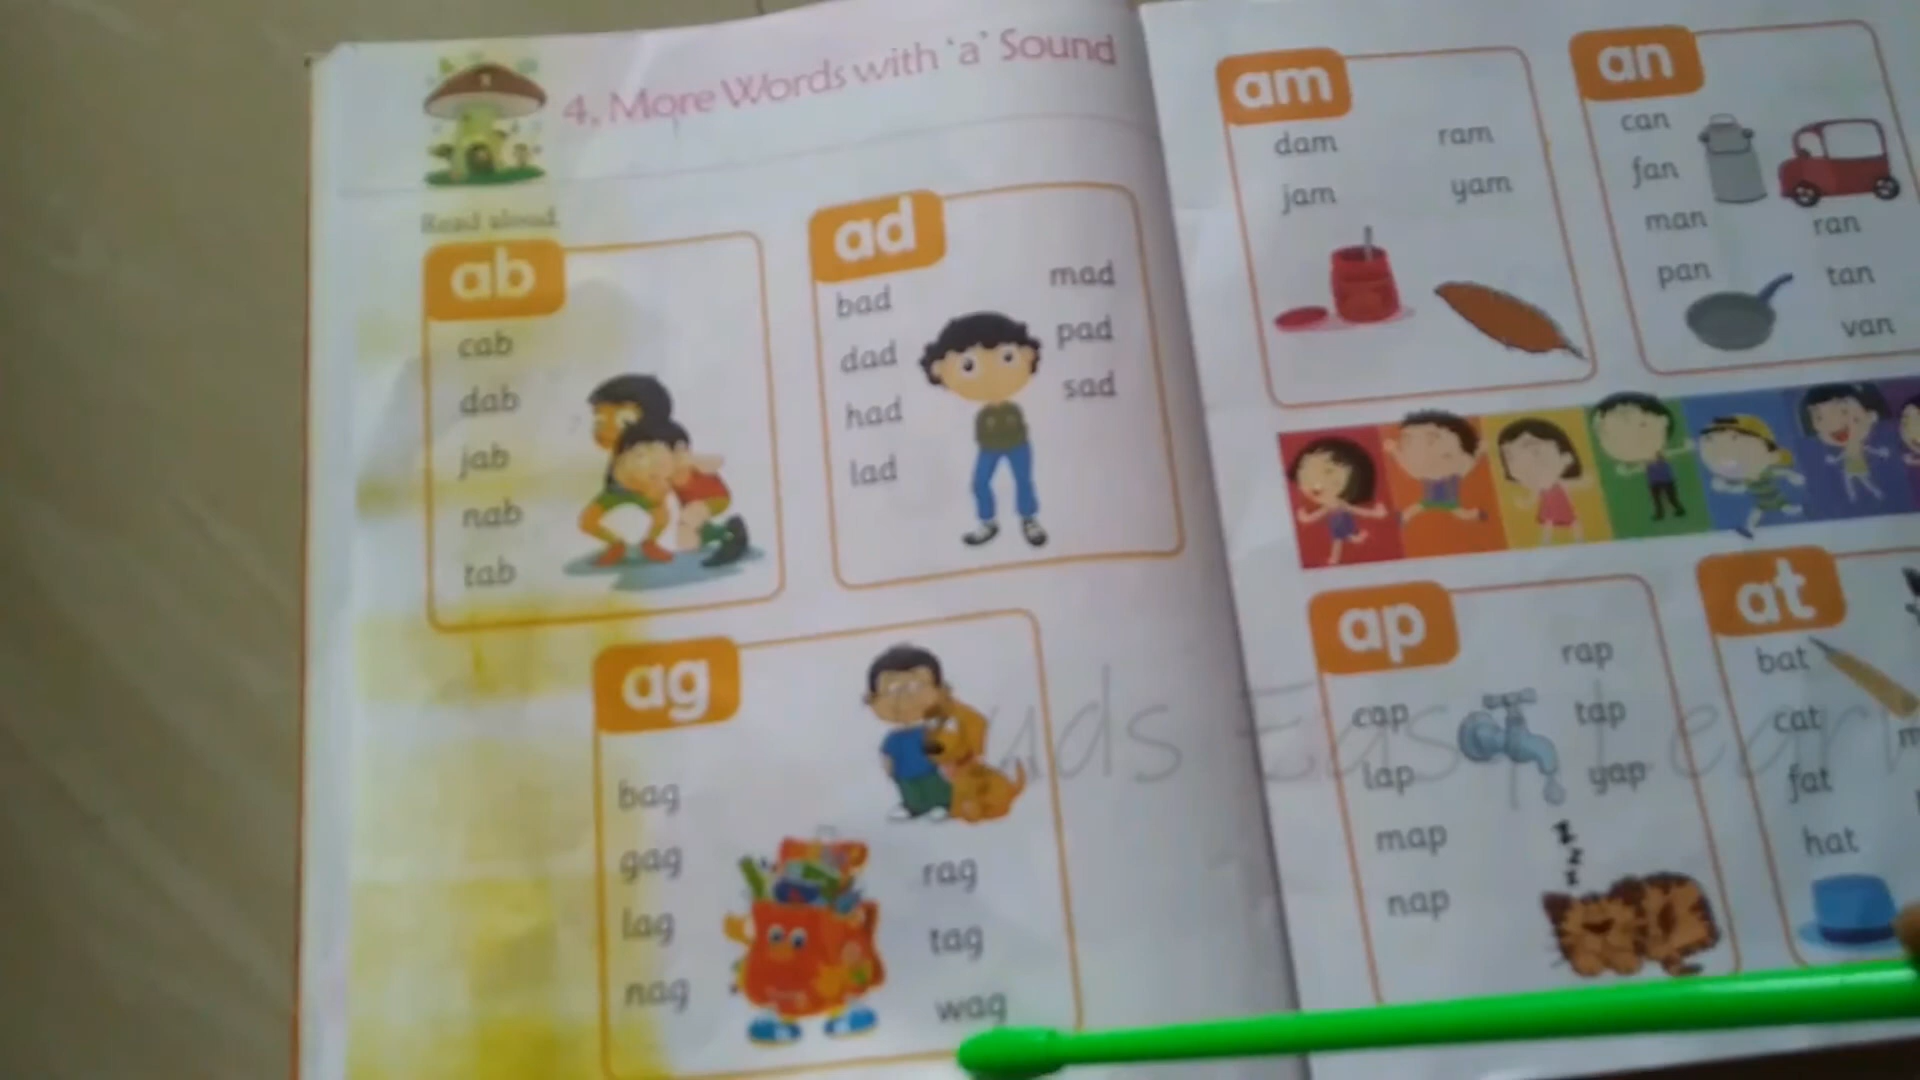 4. More Words with 'a' Sound
Read aloud
ab
cab
dab
jab
nab
tab
ad
bad
dad
had
lad
mad
pad
sad
ag
bag
gag
lag
nag
rag
tag
wag
am
dam
jam
ram
yam
an
can
fan
man
pan
ran
tan
van
ap
cap
lap
map
nap
rap
tap
yap
zzz
at
bat
cat
fat
hat